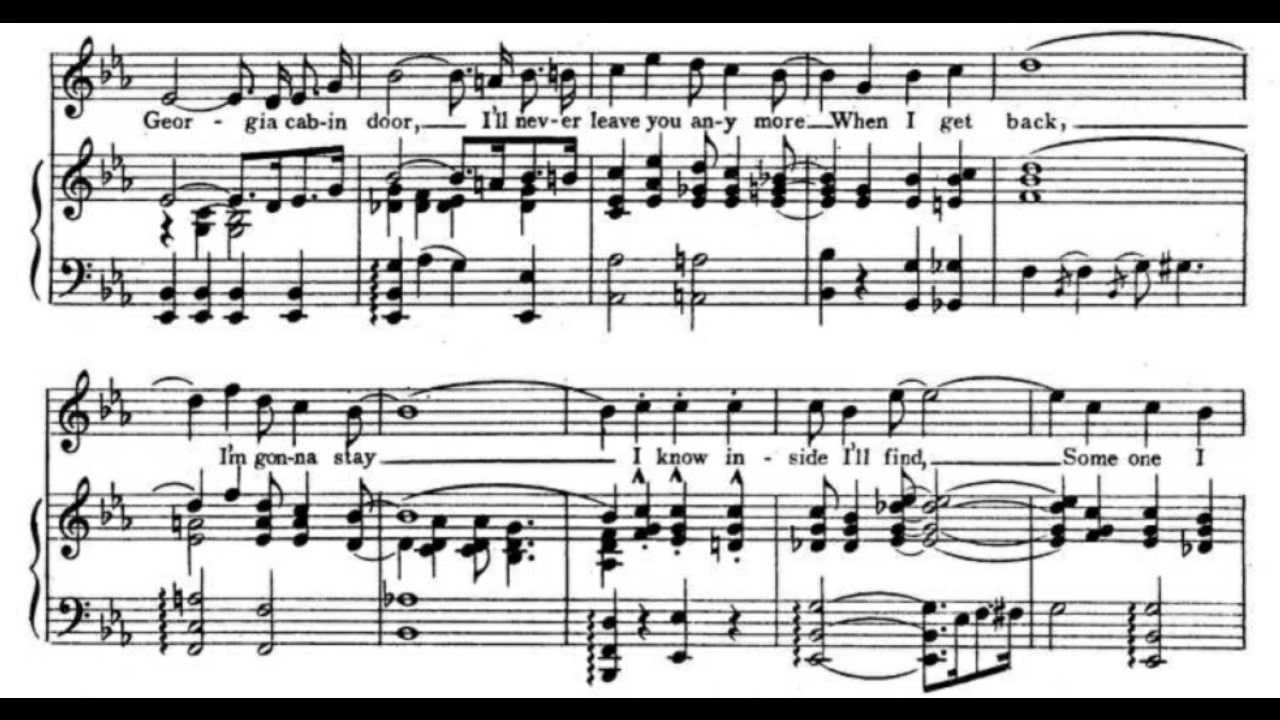 Geor - gia cab-in door, I'll nev-er leave you an-y more When I get back,
I'm gon-na stay I know in - side I'll find, Some one I